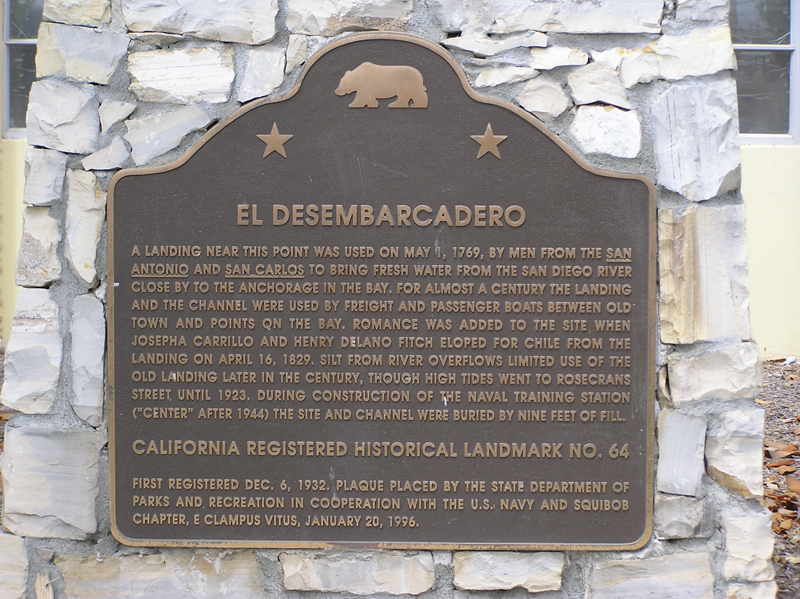 EL DESEMBARCADERO
A LANDING NEAR THIS POINT WAS USED ON MAY 1, 1769, BY MEN FROM THE SAN
ANTONIO AND SAN CARLOS TO BRING FRESH WATER FROM THE SAN DIEGO RIVER
CLOSE BY TO THE ANCHORAGE IN THE BAY. FOR ALMOST A CENTURY THE LANDING
AND THE CHANNEL WERE USED BY FREIGHT AND PASSENGER BOATS BETWEEN OLD
TOWN AND POINTS ON THE BAY. ROMANCE WAS ADDED TO THE SITE WHEN
JOSEPHA CARRILLO AND HENRY DELANO FITCH ELOPED FOR CHILE FROM THE
LANDING ON APRIL 16, 1829. SILT FROM RIVER OVERFLOWS LIMITED USE OF THE
OLD LANDING LATER IN THE CENTURY, THOUGH HIGH TIDES WENT TO ROSECRANS
STREET UNTIL 1923. DURING CONSTRUCTION OF THE NAVAL TRAINING STATION
("CENTER" AFTER 1944) THE SITE AND CHANNEL WERE BURIED BY NINE FEET OF FILL.
CALIFORNIA REGISTERED HISTORICAL LANDMARK NO. 64
FIRST REGISTERED DEC. 6, 1932. PLAQUE PLACED BY THE STATE DEPARTMENT OF
PARKS AND RECREATION IN COOPERATION WITH THE U.S. NAVY AND SQUIBOB
CHAPTER, E CLAMPUS VITUS, JANUARY 20, 1996.